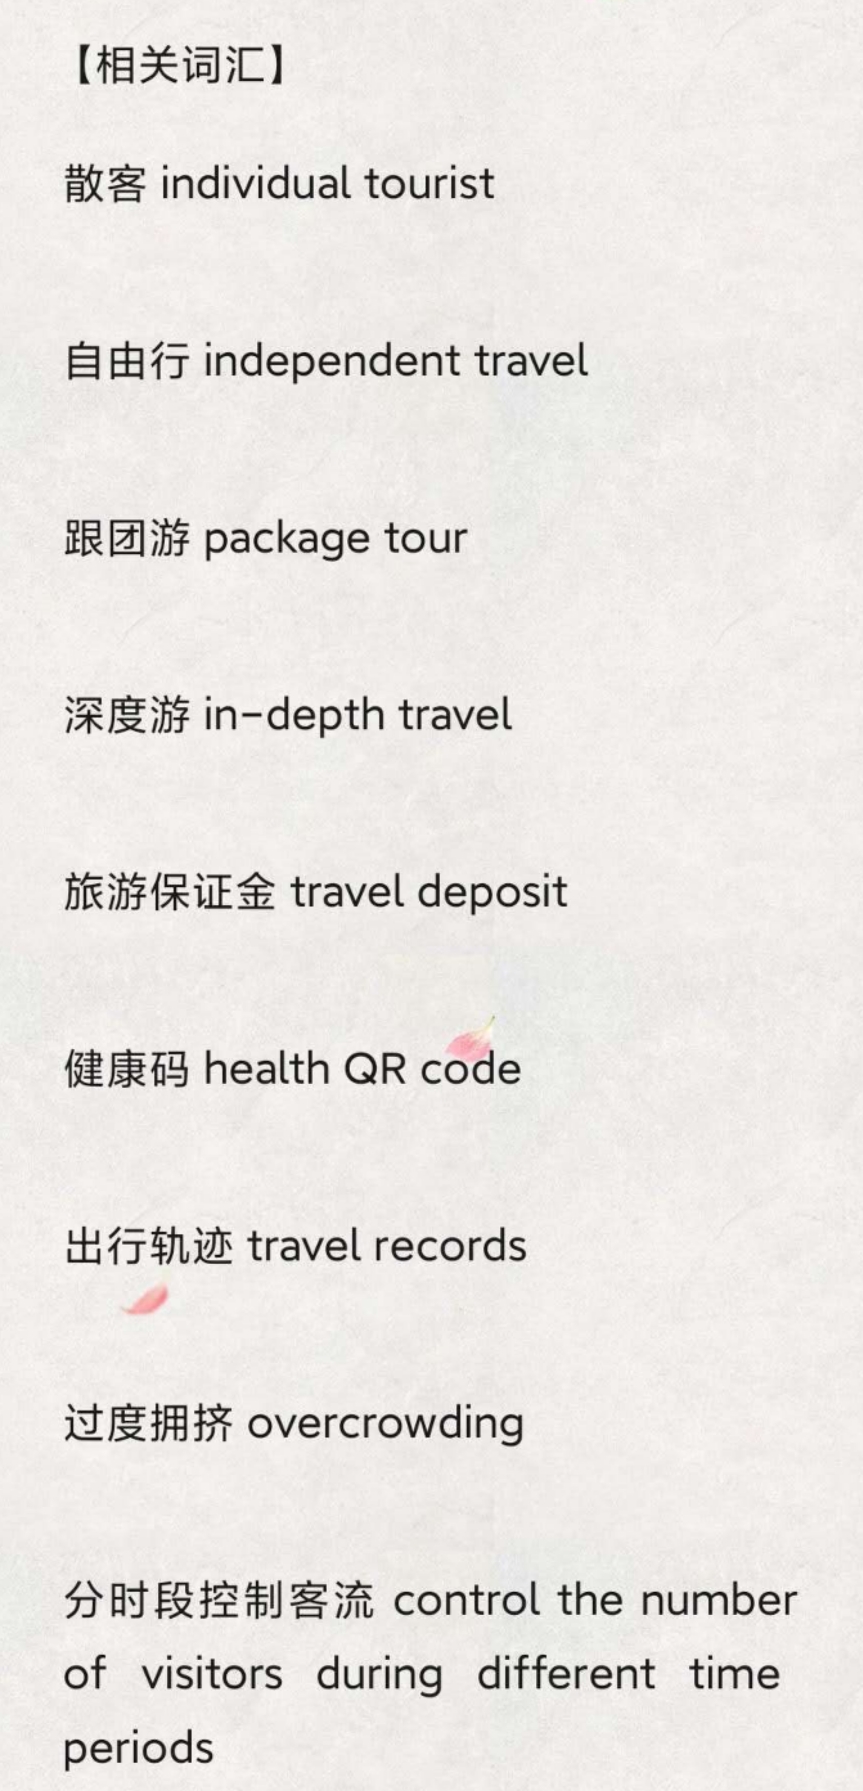 【相关词汇】
散客 individual tourist
自由行 independent travel
跟团游 package tour
深度游 in-depth travel
旅游保证金 travel deposit
健康码 health QR code
出行轨迹 travel records
过度拥挤 overcrowding
分时段控制客流 control the number
of visitors during different time
periods